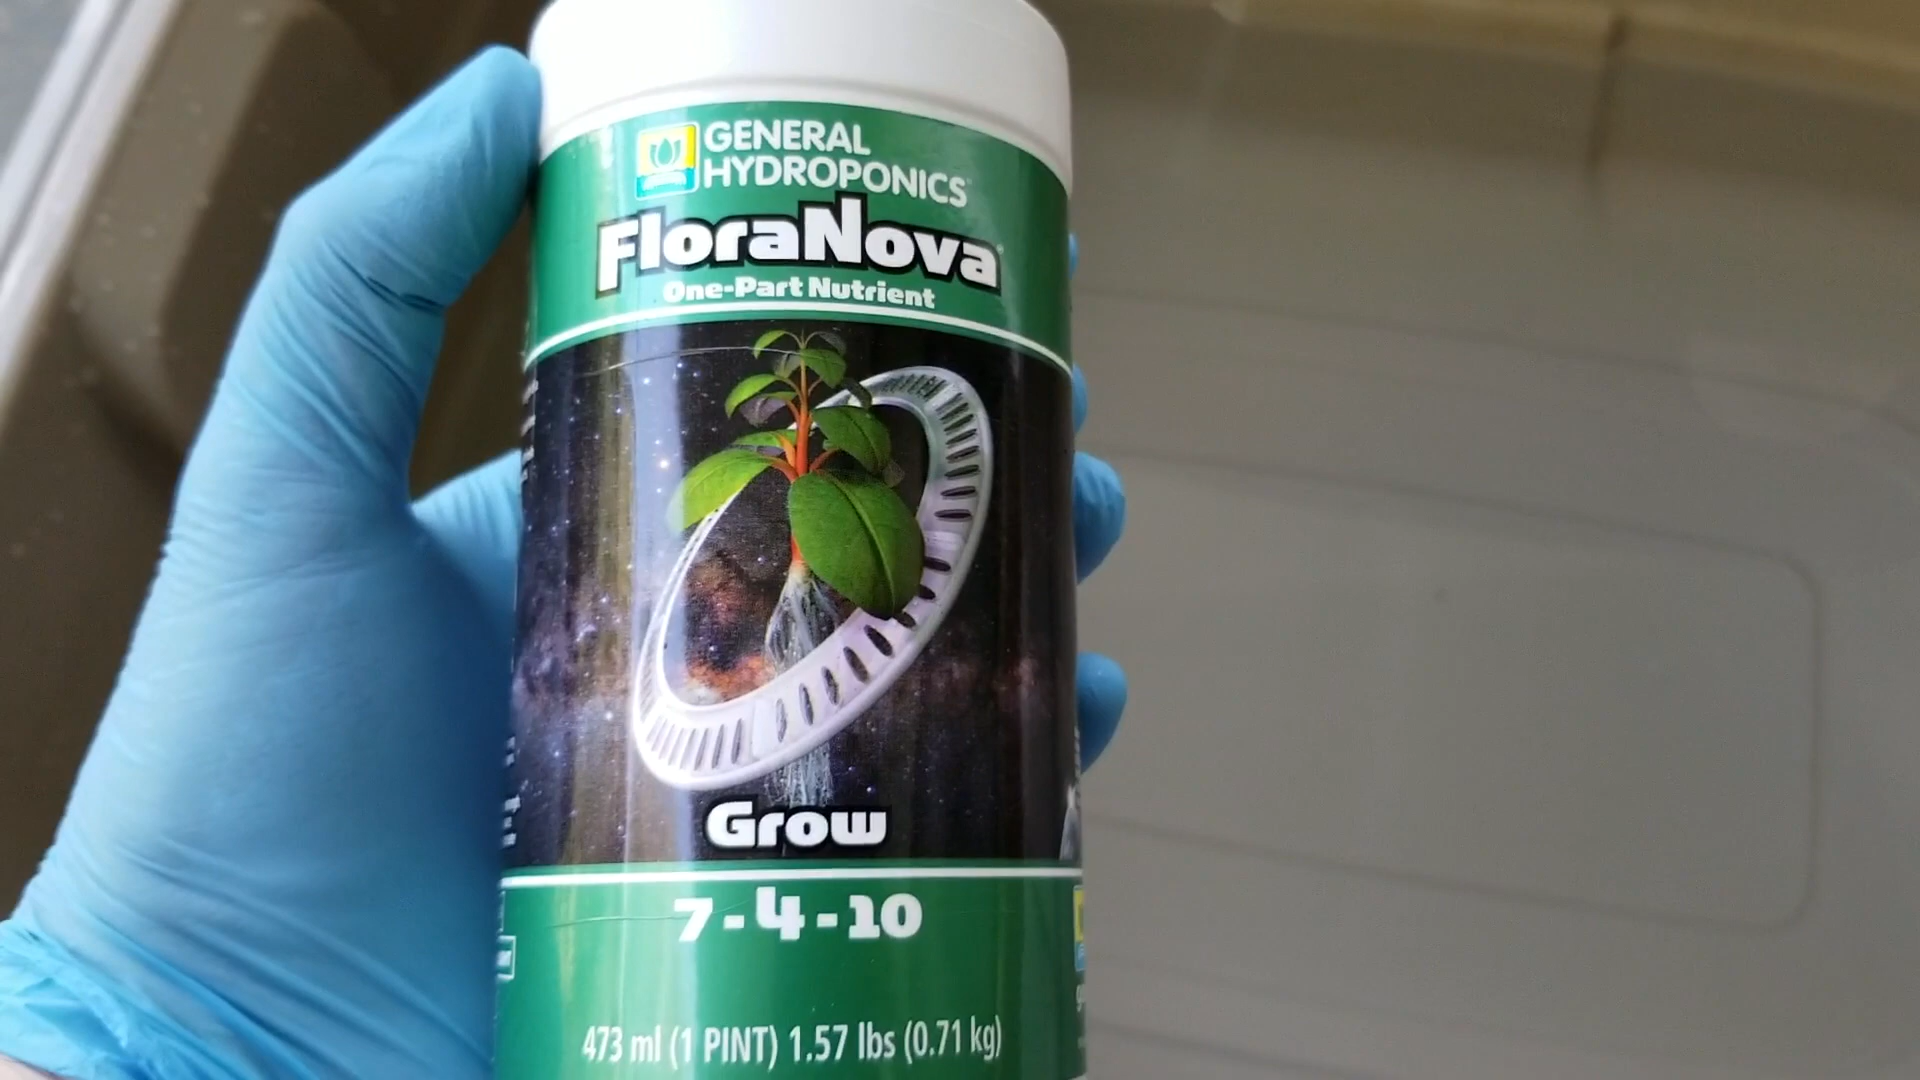 GENERAL
HYDROPONICS
FloraNova
One-Part Nutrient
Grow
7-4-10
473 ml (1 PINT) 1.57 lbs (0.71 kg)